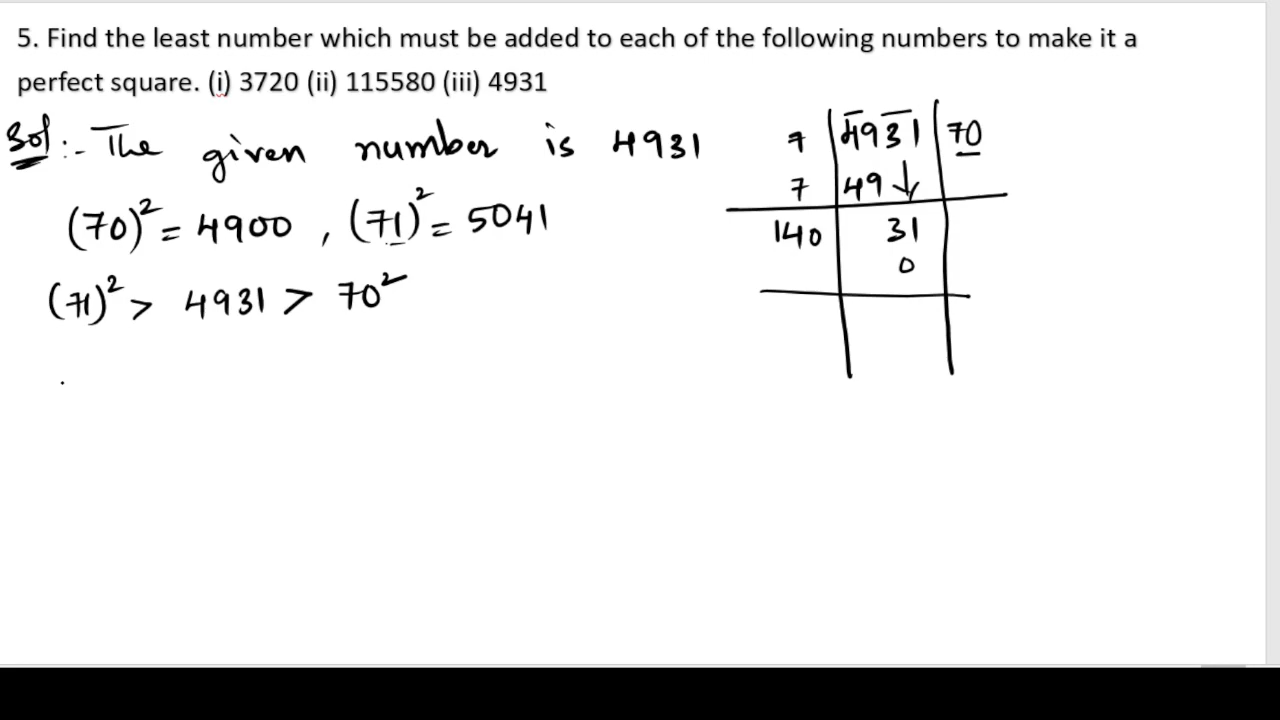 5. Find the least number which must be added to each of the following numbers to make it a
perfect square. (i) 3720 (ii) 115580 (iii) 4931
Sol:- The given number is 4931
(70)² = 4900 , (71)² = 5041
(71)² > 4931 > 70²
7 | 4931 | 70
7 | 49 ↓
140 | 31
0